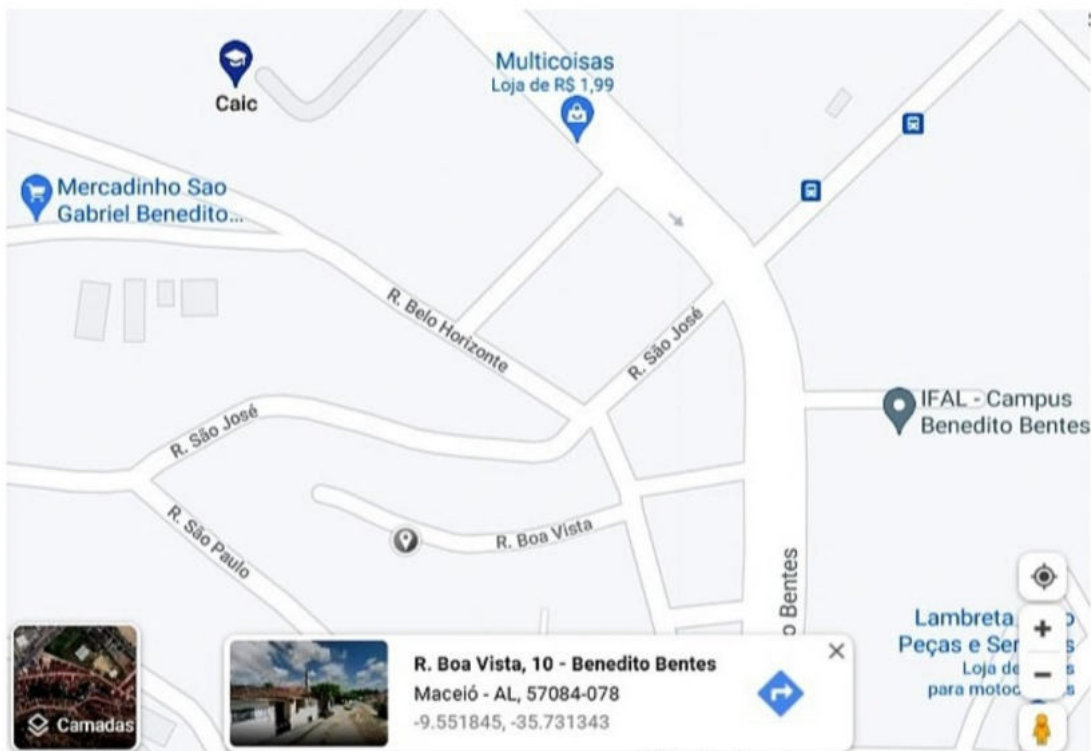 Multicoisas
Loja de R$ 1,99
Caic
Mercadinho Sao
Gabriel Benedito...
R. Belo Horizonte
R. São José
IFAL - Campus
Benedito Bentes
R. São José
R. São Paulo
R. Boa Vista
o Bentes
Lambreta
Peças e Ser
Loja de
para motoc
R. Boa Vista, 10 - Benedito Bentes
Maceió - AL, 57084-078
-9.551845, -35.731343
Camadas